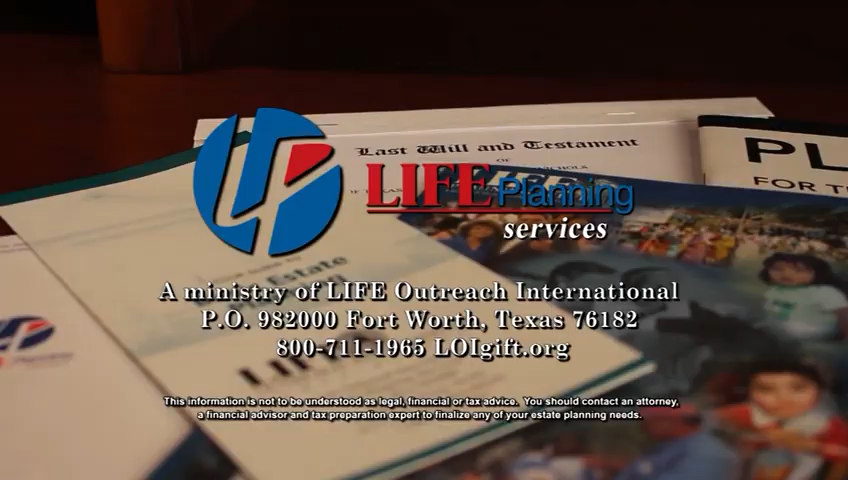 Last Will and Testament
OF
PL
FOR T
LIFE Planning
services
Estate
A ministry of LIFE Outreach International
P.O. 982000 Fort Worth, Texas 76182
800-711-1965 LOIgift.org
This information is not to be understood as legal, financial or tax advice. You should contact an attorney,
a financial advisor and tax preparation expert to finalize any of your estate planning needs.